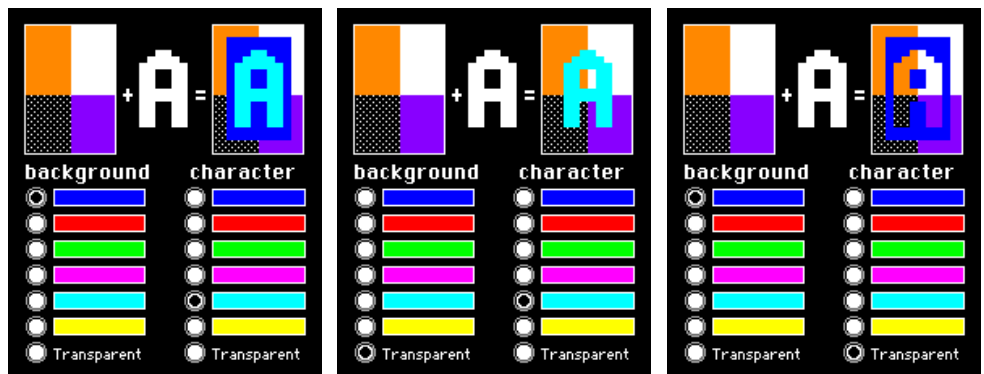 + A = A
background character
Transparent Transparent
+ A = A
background character
Transparent Transparent
+ A = A
background character
Transparent Transparent